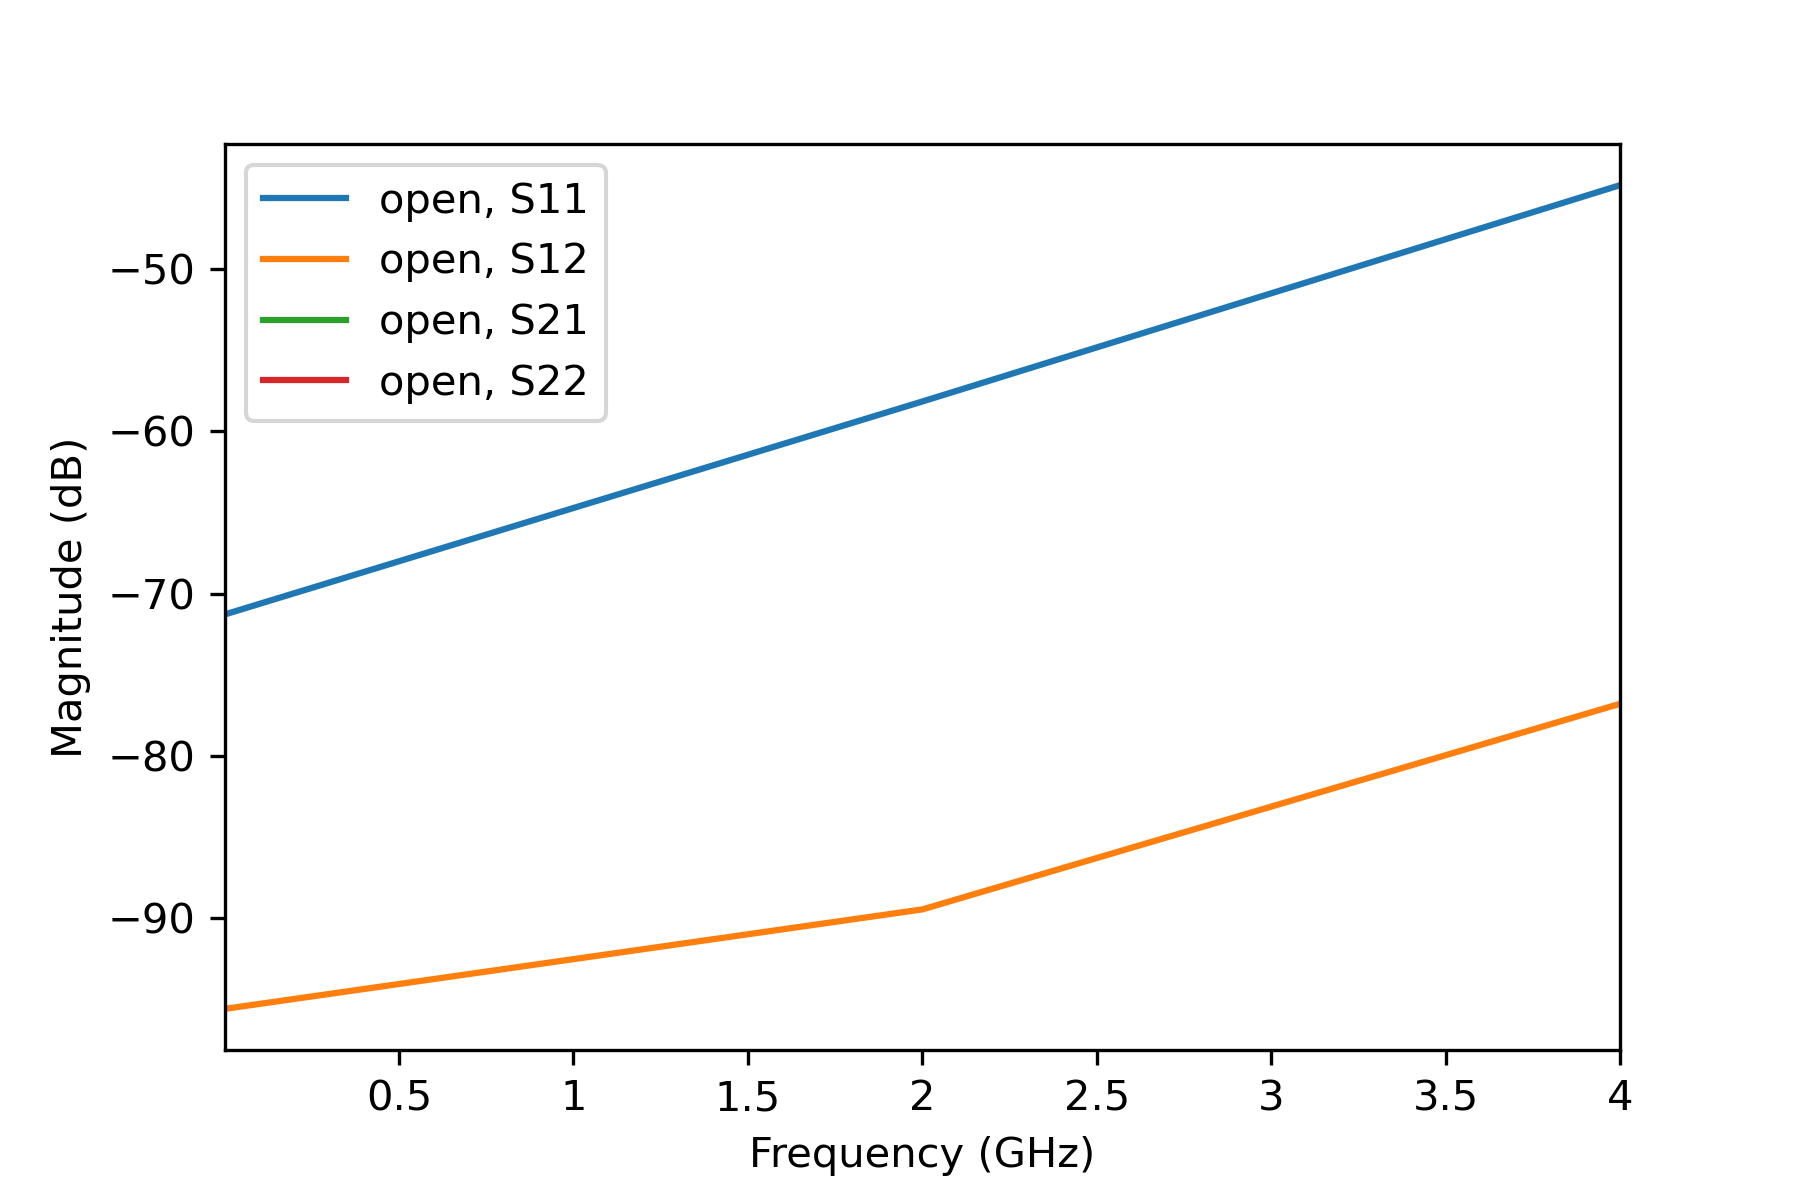 open, S11
open, S12
open, S21
open, S22
Magnitude (dB)
−50
−60
−70
−80
−90
0.5 1 1.5 2 2.5 3 3.5 4
Frequency (GHz)